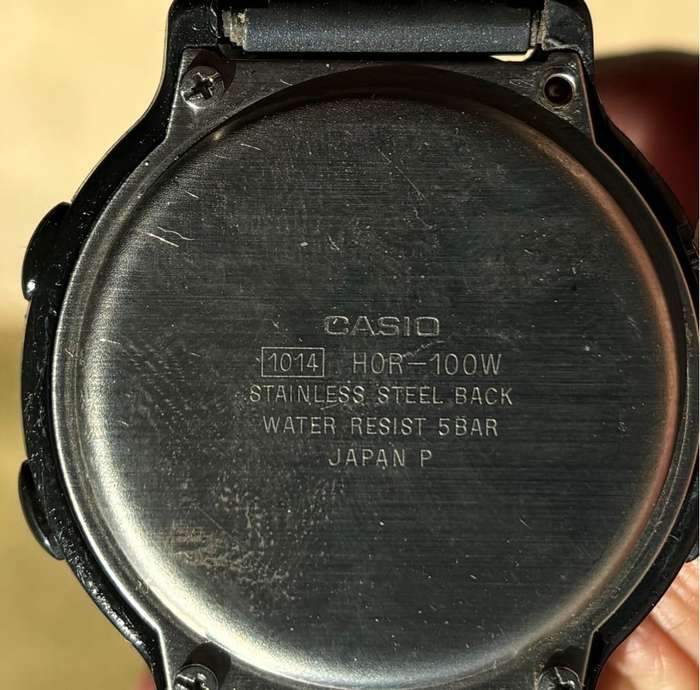 CASIO
1014 HOR-100W
STAINLESS STEEL BACK
WATER RESIST 5BAR
JAPAN P